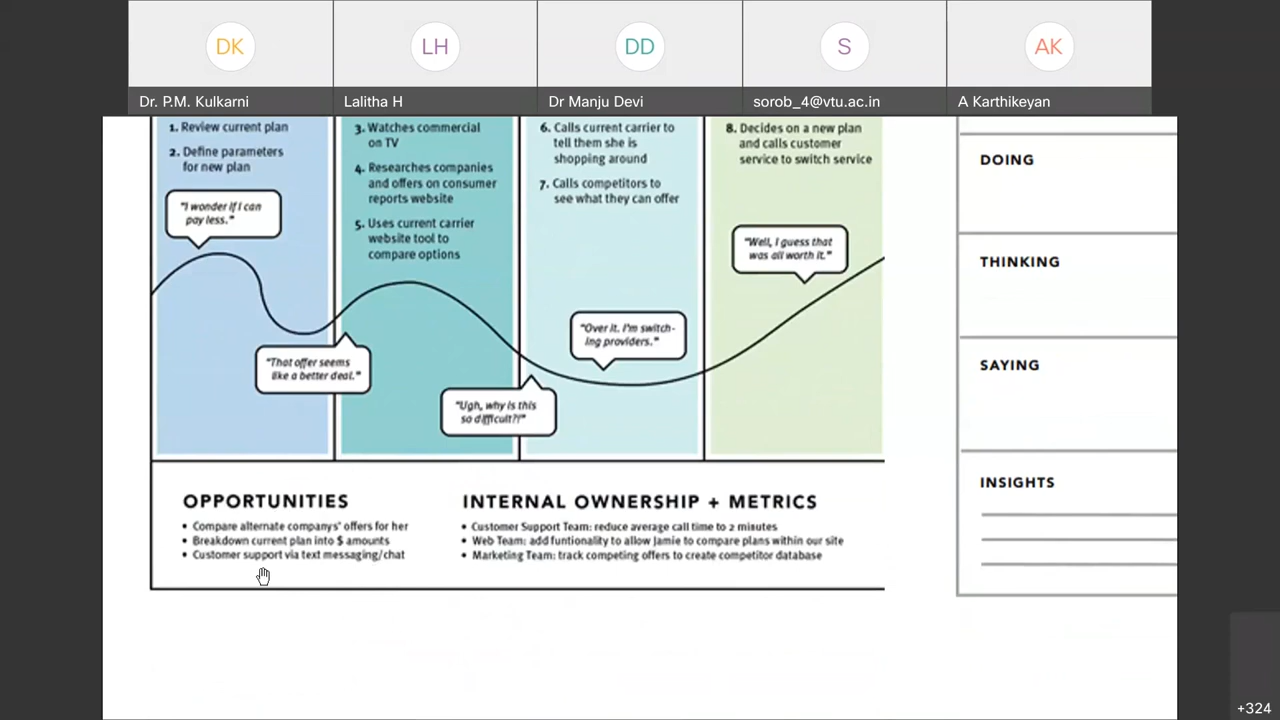 DK
LH
DD
S
AK
Dr. P.M. Kulkarni
Lalitha H
Dr Manju Devi
sorob_4@vtu.ac.in
A Karthikeyan
1. Review current plan
2. Define parameters
for new plan
"I wonder if I can
pay less."
"That offer seems
like a better deal."
3. Watches commercial
on TV
4. Researches companies
and offers on consumer
reports website
5. Uses current carrier
website tool to
compare options
"Ugh, why is this
so difficult?!"
6. Calls current carrier to
tell them she is
shopping around
7. Calls competitors to
see what they can offer
"Over it. I'm switch-
ing providers."
8. Decides on a new plan
and calls customer
service to switch service
"Well, I guess that
was all worth it."
OPPORTUNITIES
• Compare alternate companys' offers for her
• Breakdown current plan into $ amounts
• Customer support via text messaging/chat
INTERNAL OWNERSHIP + METRICS
• Customer Support Team: reduce average call time to 2 minutes
• Web Team: add funtionality to allow Jamie to compare plans within our site
• Marketing Team: track competing offers to create competitor database
DOING
THINKING
SAYING
INSIGHTS
+324